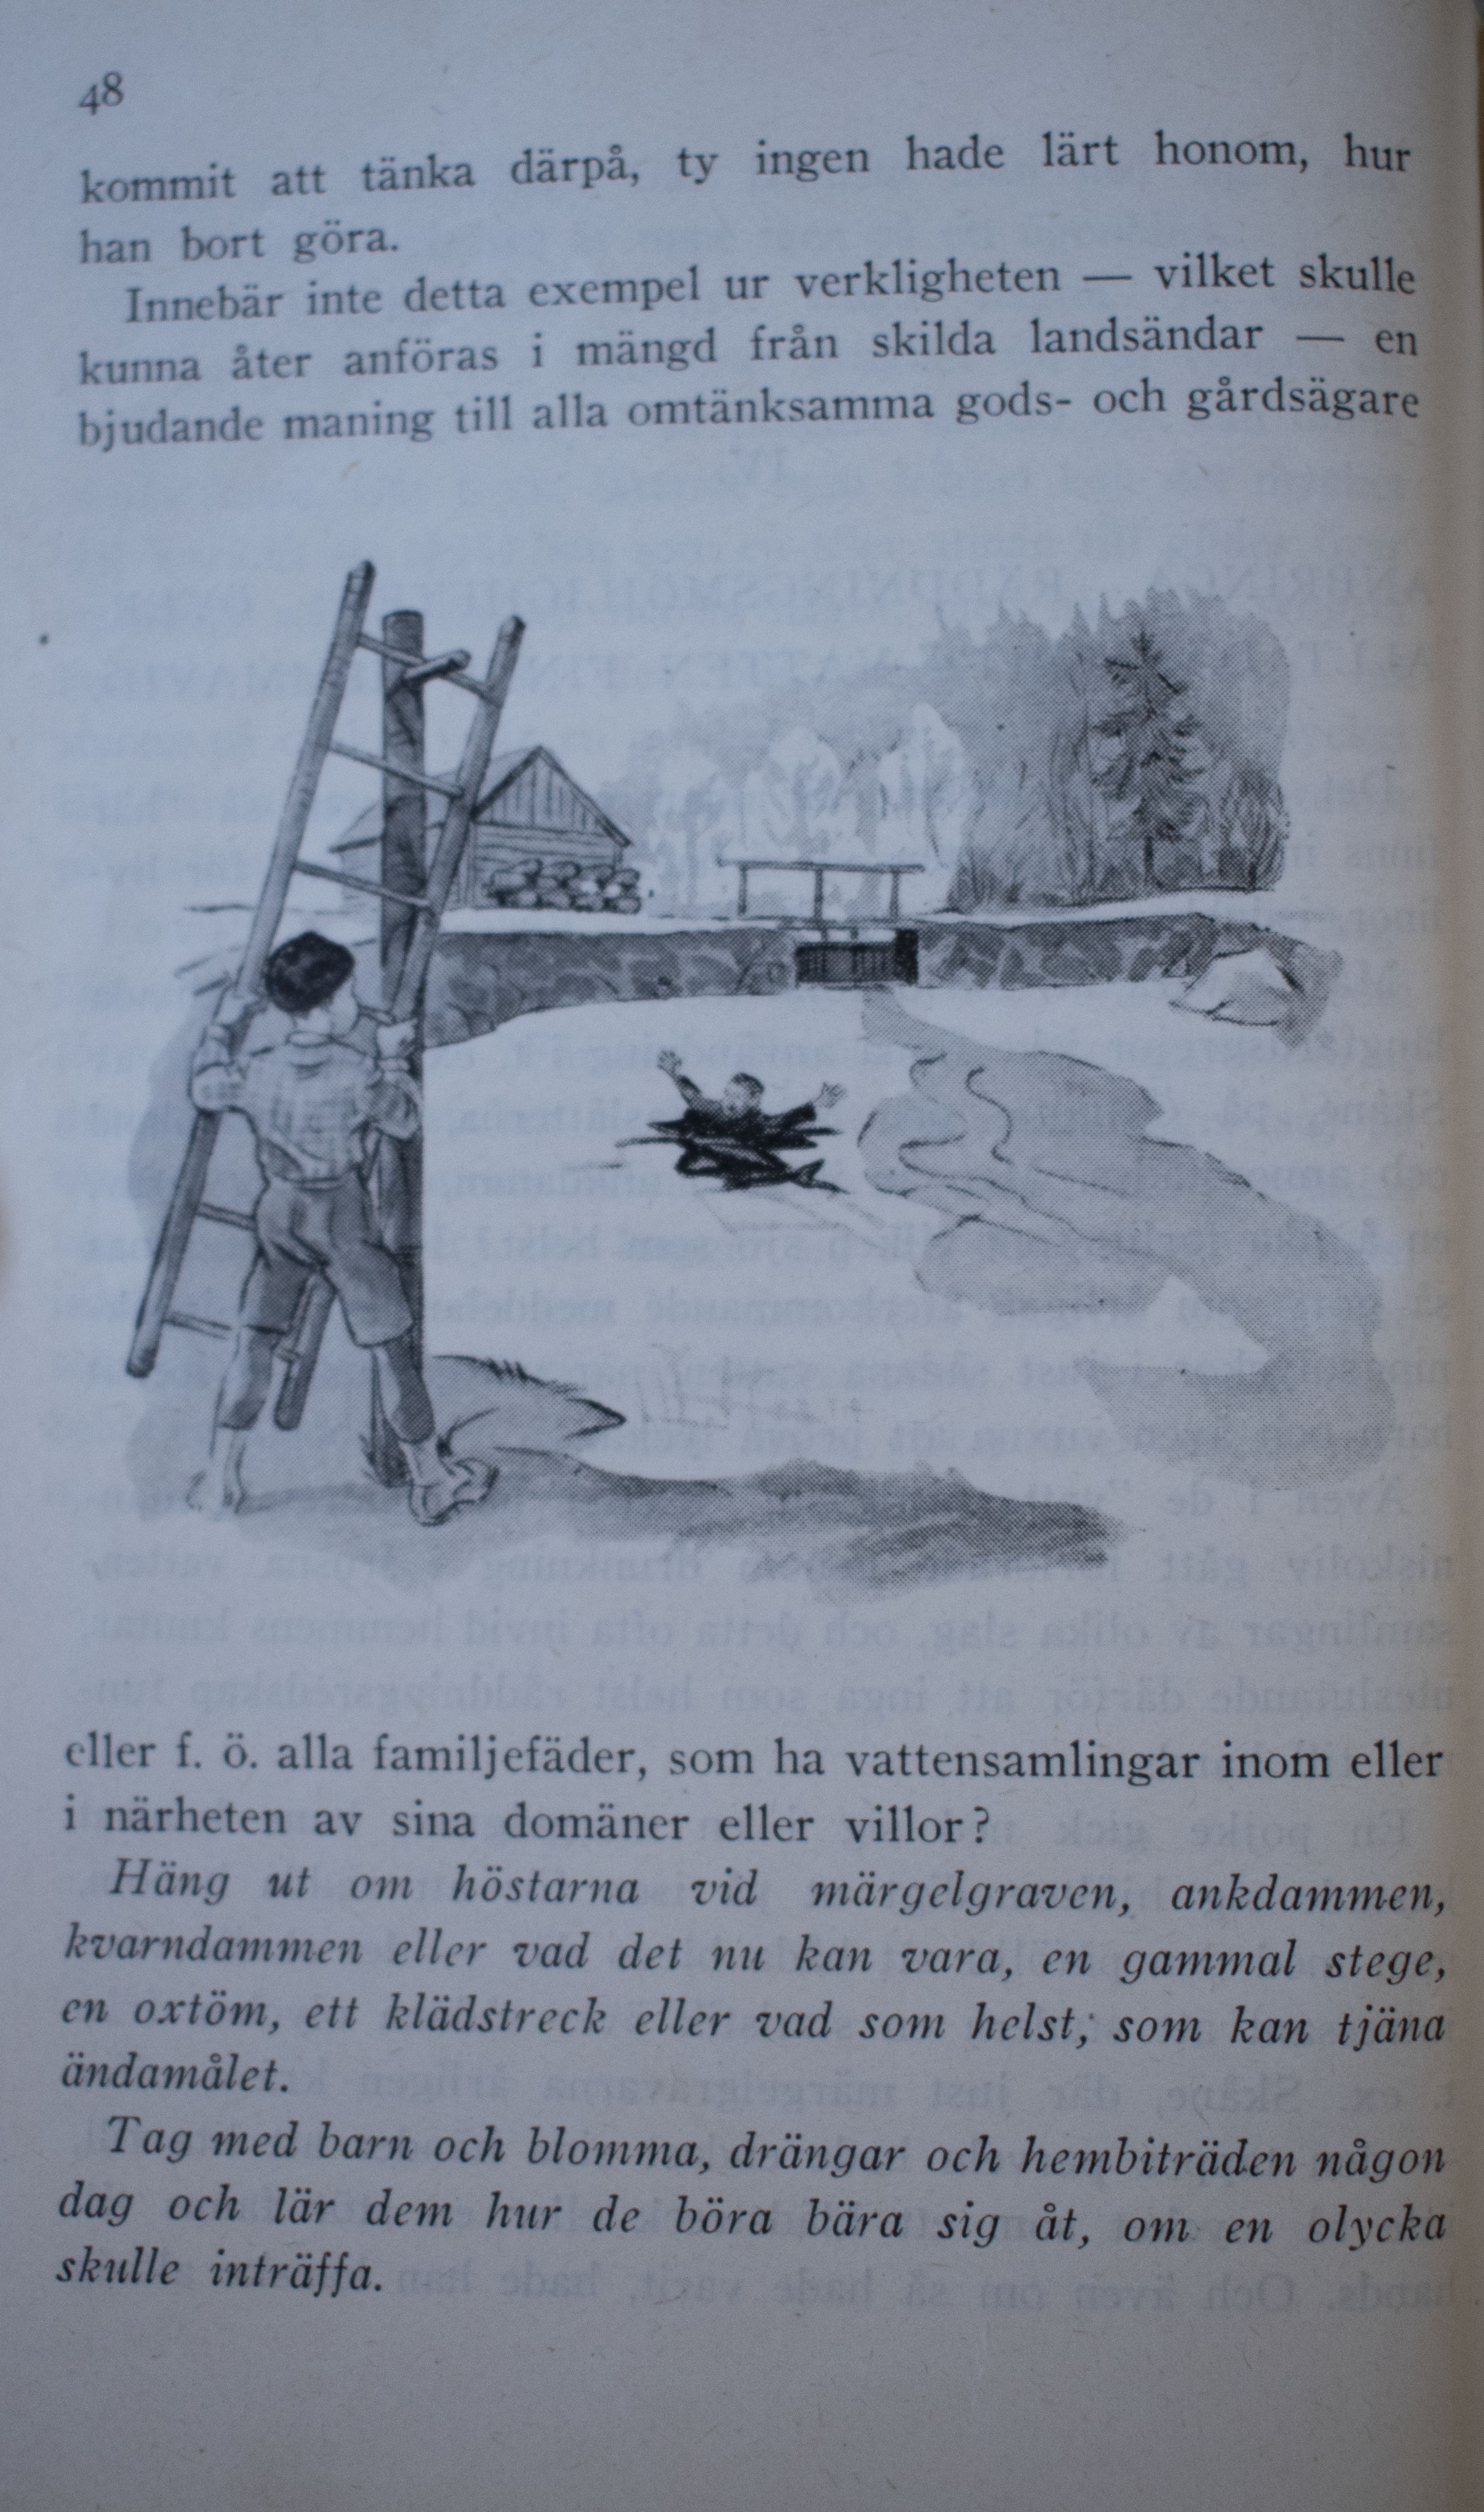 48
kommit att tänka därpå, ty ingen hade lärt honom, hur
han bort göra.
Innebär inte detta exempel ur verkligheten — vilket skulle
kunna åter anföras i mängd från skilda landsändar — en
bjudande maning till alla omtänksamma gods- och gårdsägare
eller f. ö. alla familjefäder, som ha vattensamlingar inom eller
i närheten av sina domäner eller villor?
Häng ut om höstarna vid märgelgraven, ankdammen,
kvarndammen eller vad det nu kan vara, en gammal stege,
en oxtöm, ett klädstreck eller vad som helst, som kan tjäna
ändamålet.
Tag med barn och blomma, drängar och hembiträden någon
dag och lär dem hur de böra bära sig åt, om en olycka
skulle inträffa.